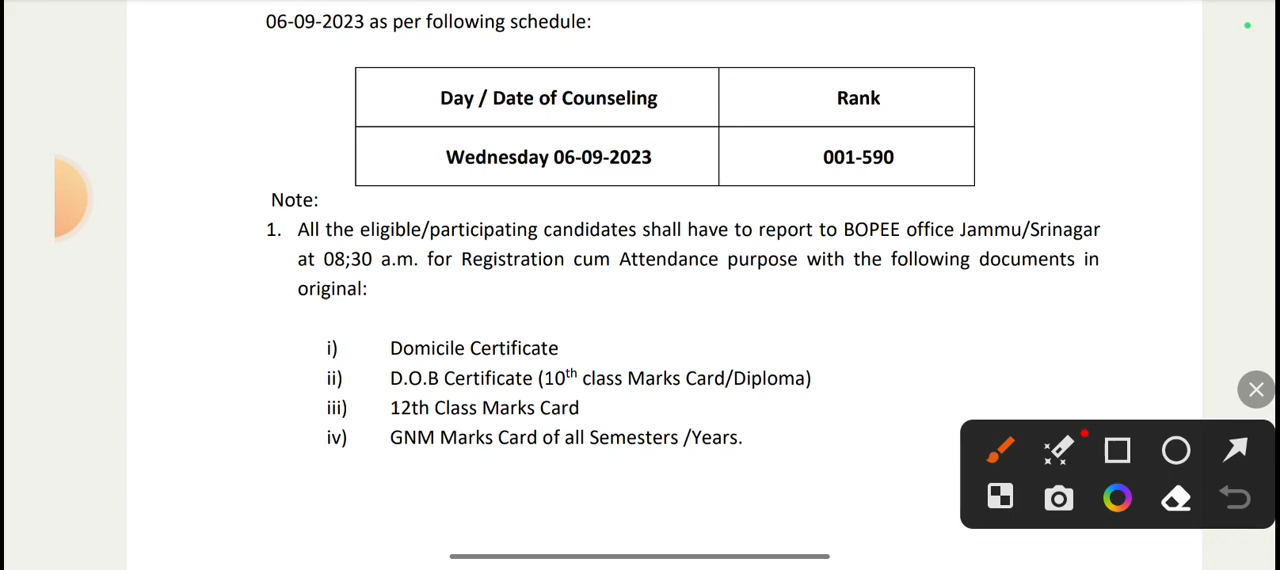 06-09-2023 as per following schedule:
Day / Date of Counseling Rank
Wednesday 06-09-2023 001-590
Note:
1. All the eligible/participating candidates shall have to report to BOPEE office Jammu/Srinagar
at 08;30 a.m. for Registration cum Attendance purpose with the following documents in
original:
i) Domicile Certificate
ii) D.O.B Certificate (10th class Marks Card/Diploma)
iii) 12th Class Marks Card
iv) GNM Marks Card of all Semesters /Years.